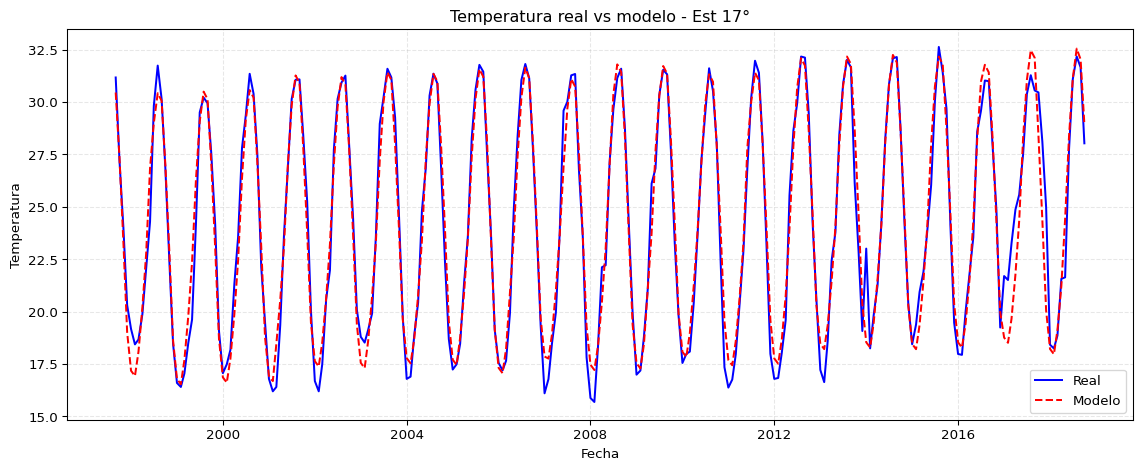 Temperatura real vs modelo - Est 17°
Temperatura
32.5
30.0
27.5
25.0
22.5
20.0
17.5
15.0
2000
2004
2008
2012
2016
Fecha
Real
Modelo